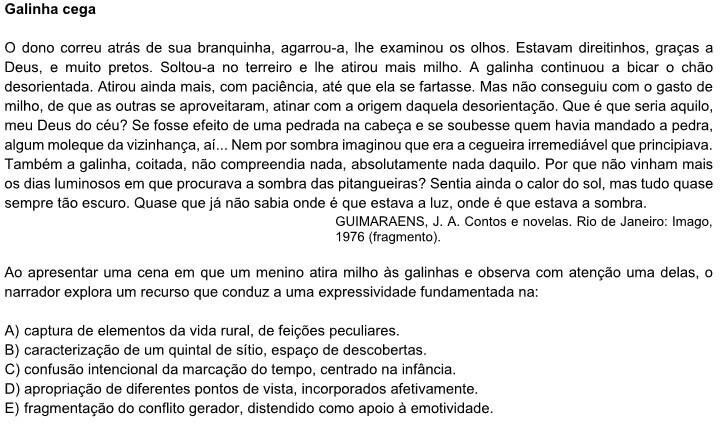 Galinha cega
O dono correu atrás de sua branquinha, agarrou-a, lhe examinou os olhos. Estavam direitinhos, graças a
Deus, e muito pretos. Soltou-a no terreiro e lhe atirou mais milho. A galinha continuou a bicar o chão
desorientada. Atirou ainda mais, com paciência, até que ela se fartasse. Mas não conseguiu com o gasto de
milho, de que as outras se aproveitaram, atinar com a origem daquela desorientação. Que é que seria aquilo,
meu Deus do céu? Se fosse efeito de uma pedrada na cabeça e se soubesse quem havia mandado a pedra,
algum moleque da vizinhança, aí... Nem por sombra imaginou que era a cegueira irremediável que principiava.
Também a galinha, coitada, não compreendia nada, absolutamente nada daquilo. Por que não vinham mais
os dias luminosos em que procurava a sombra das pitangueiras? Sentia ainda o calor do sol, mas tudo quase
sempre tão escuro. Quase que já não sabia onde é que estava a luz, onde é que estava a sombra.
GUIMARAENS, J. A. Contos e novelas. Rio de Janeiro: Imago,
1976 (fragmento).
Ao apresentar uma cena em que um menino atira milho às galinhas e observa com atenção uma delas, o
narrador explora um recurso que conduz a uma expressividade fundamentada na:
A) captura de elementos da vida rural, de feições peculiares.
B) caracterização de um quintal de sítio, espaço de descobertas.
C) confusão intencional da marcação do tempo, centrado na infância.
D) apropriação de diferentes pontos de vista, incorporados afetivamente.
E) fragmentação do conflito gerador, distendido como apoio à emotividade.